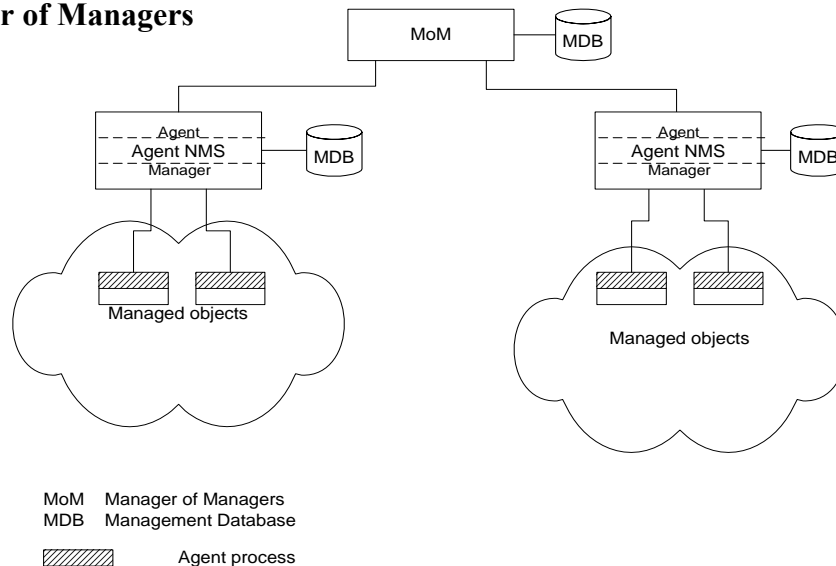 r of Managers
MoM
MDB
Agent
Agent NMS
Manager
MDB
Agent
Agent NMS
Manager
MDB
Managed objects
Managed objects
MoM Manager of Managers
MDB Management Database
Agent process